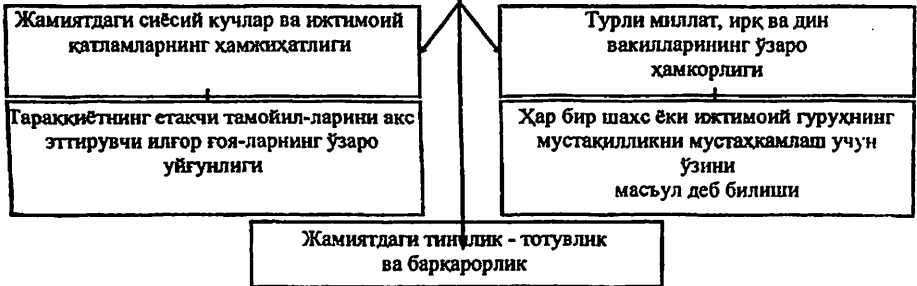 Жамиятдаги сиёсий кучлар ва ижтимоий
қатламларнинг ҳамжиҳатлиги
Турли миллат, ирқ ва дин
вакилларининг ўзаро
ҳамкорлиги
Тараққиётнинг етакчи тамойил-ларини акс
эттирувчи илғор ғоя-ларнинг ўзаро
уйғунлиги
Ҳар бир шахс ёки ижтимоий гуруҳнинг
мустақилликни мустаҳкамлаш учун
ўзини
масъул деб билиши
Жамиятдаги тинчлик - тотувлик
ва барқарорлик